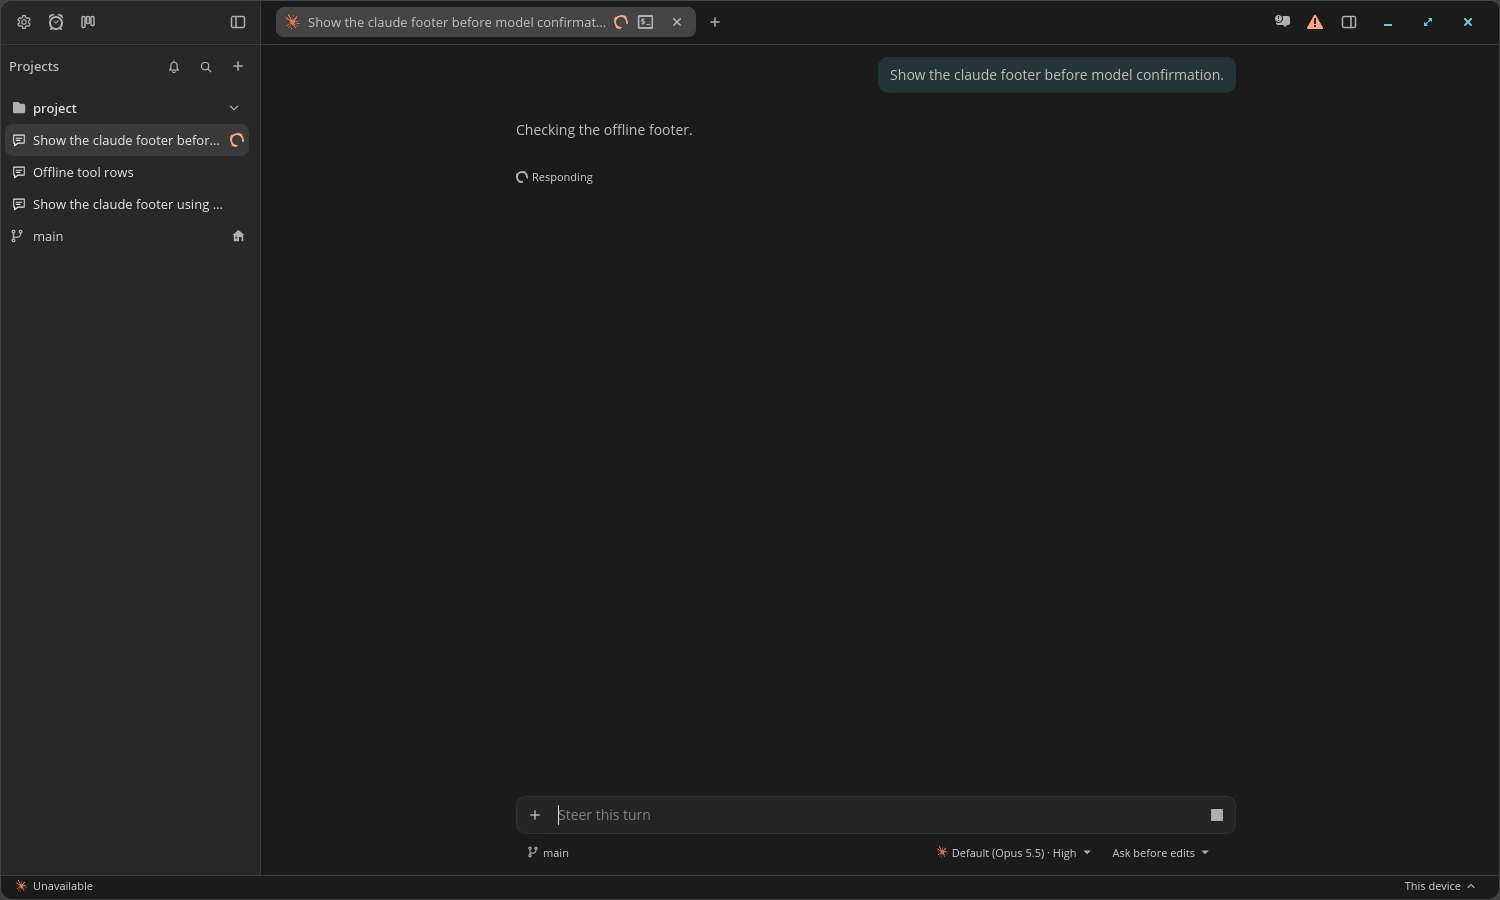 Show the claude footer before model confirmat...
Projects
project
Show the claude footer befor...
Offline tool rows
Show the claude footer using ...
main
Show the claude footer before model confirmation.
Checking the offline footer.
Responding
Steer this turn
main
Default (Opus 5.5) · High
Ask before edits
Unavailable
This device